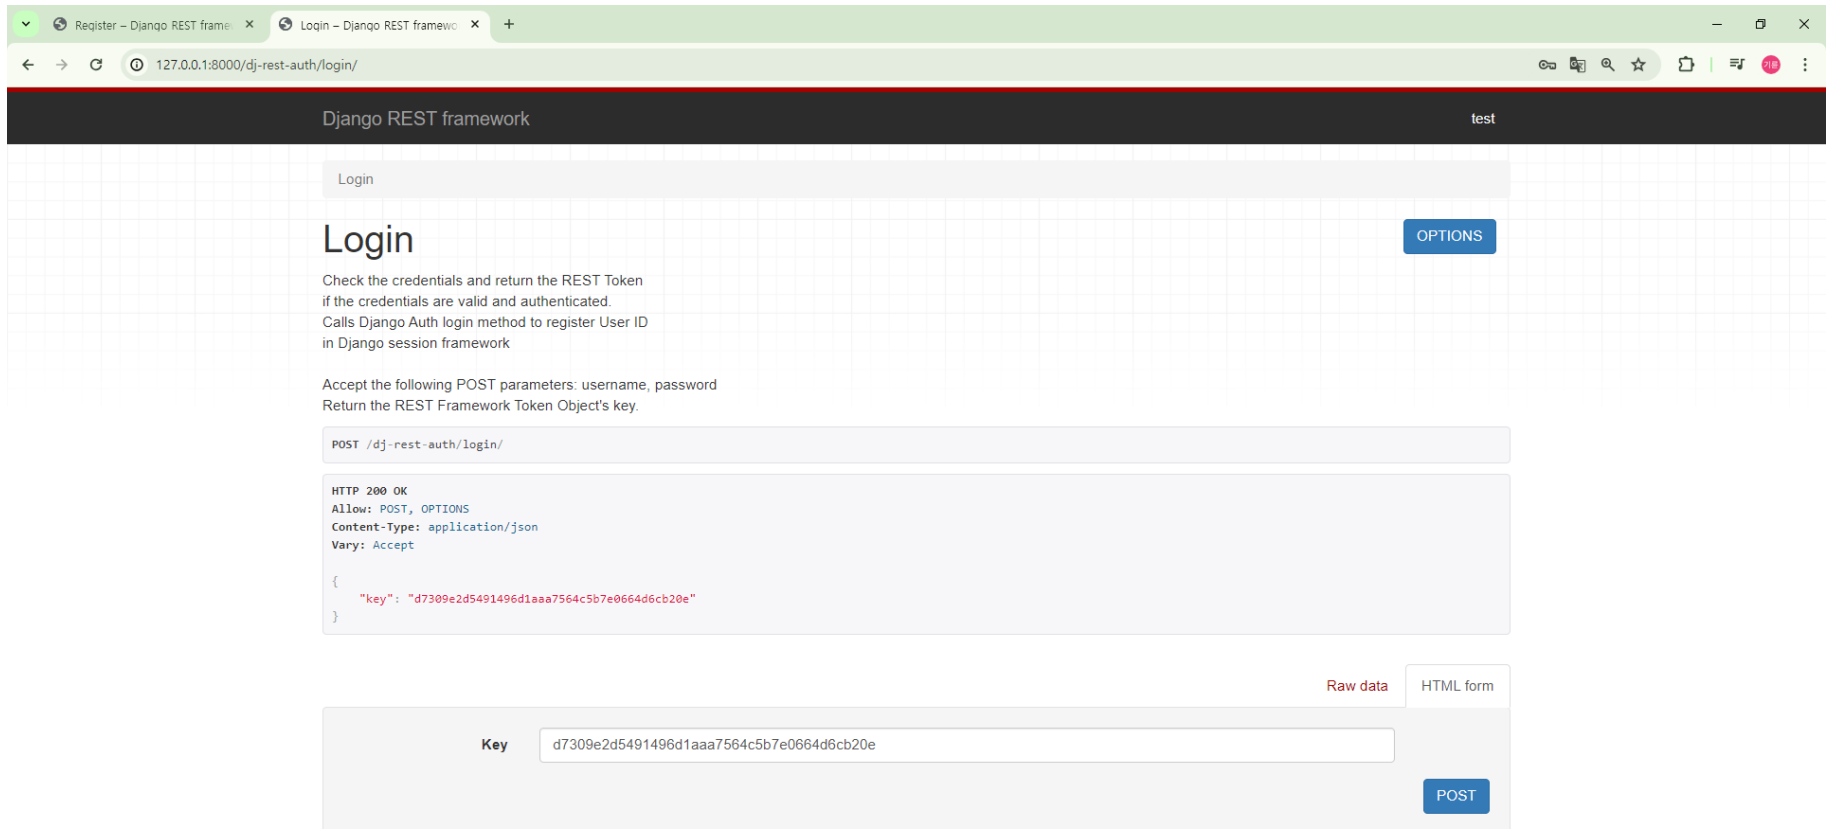 Register – Django REST frame
Login – Django REST framewo
127.0.0.1:8000/dj-rest-auth/login/
기름
Django REST framework
test
Login
Login
OPTIONS
Check the credentials and return the REST Token
if the credentials are valid and authenticated.
Calls Django Auth login method to register User ID
in Django session framework
Accept the following POST parameters: username, password
Return the REST Framework Token Object's key.
POST /dj-rest-auth/login/
HTTP 200 OK
Allow: POST, OPTIONS
Content-Type: application/json
Vary: Accept
{
"key": "d7309e2d5491496d1aaa7564c5b7e0664d6cb20e"
}
Raw data
HTML form
Key
d7309e2d5491496d1aaa7564c5b7e0664d6cb20e
POST